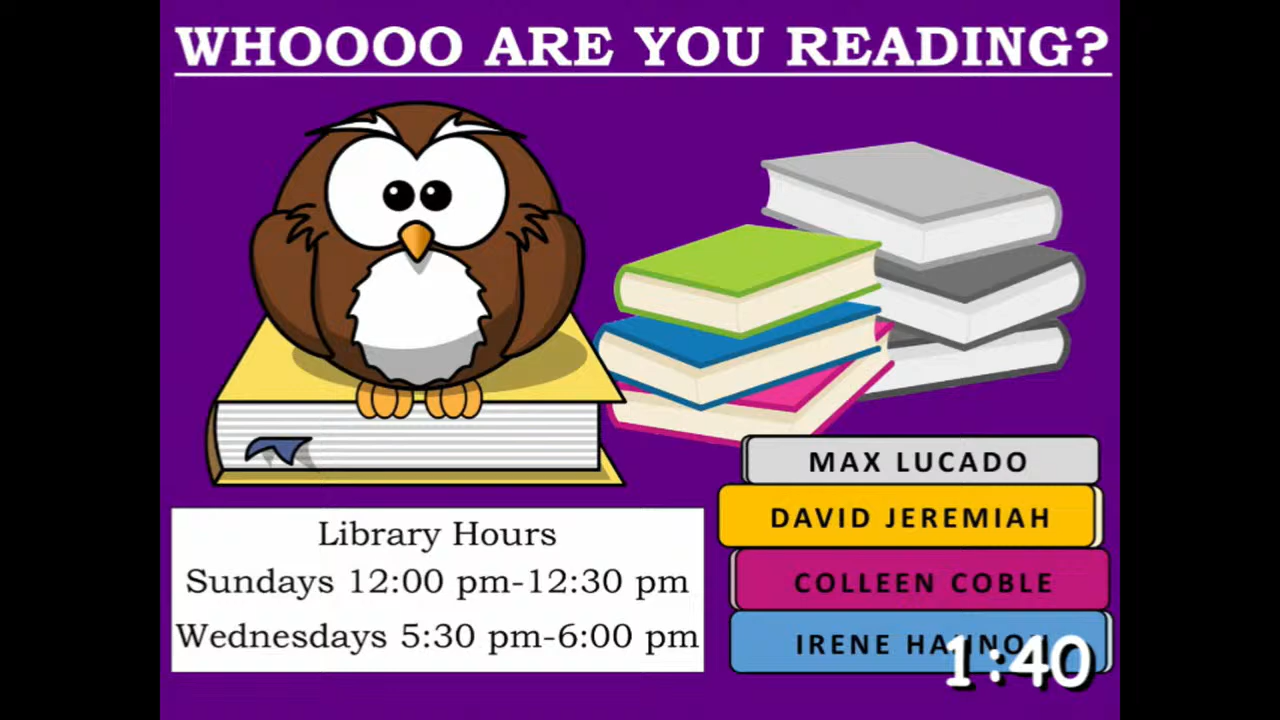 WHOOOO ARE YOU READING?
MAX LUCADO
DAVID JEREMIAH
COLLEEN COBLE
IRENE
1:40
Library Hours
Sundays 12:00 pm-12:30 pm
Wednesdays 5:30 pm-6:00 pm